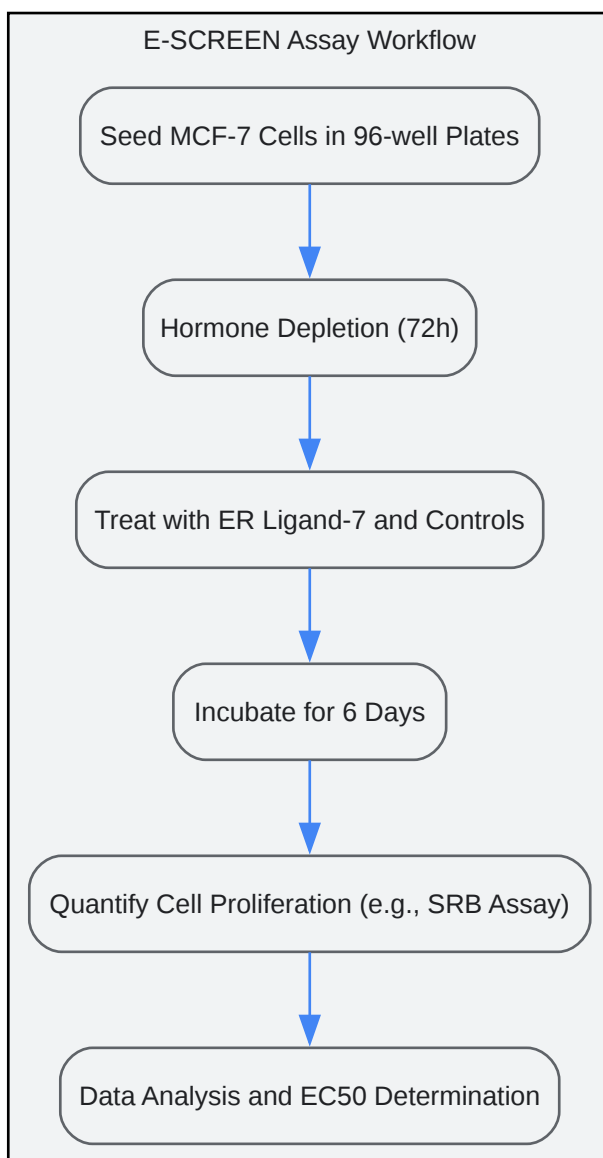 E-SCREEN Assay Workflow
Seed MCF-7 Cells in 96-well Plates
Hormone Depletion (72h)
Treat with ER Ligand-7 and Controls
Incubate for 6 Days
Quantify Cell Proliferation (e.g., SRB Assay)
Data Analysis and EC50 Determination